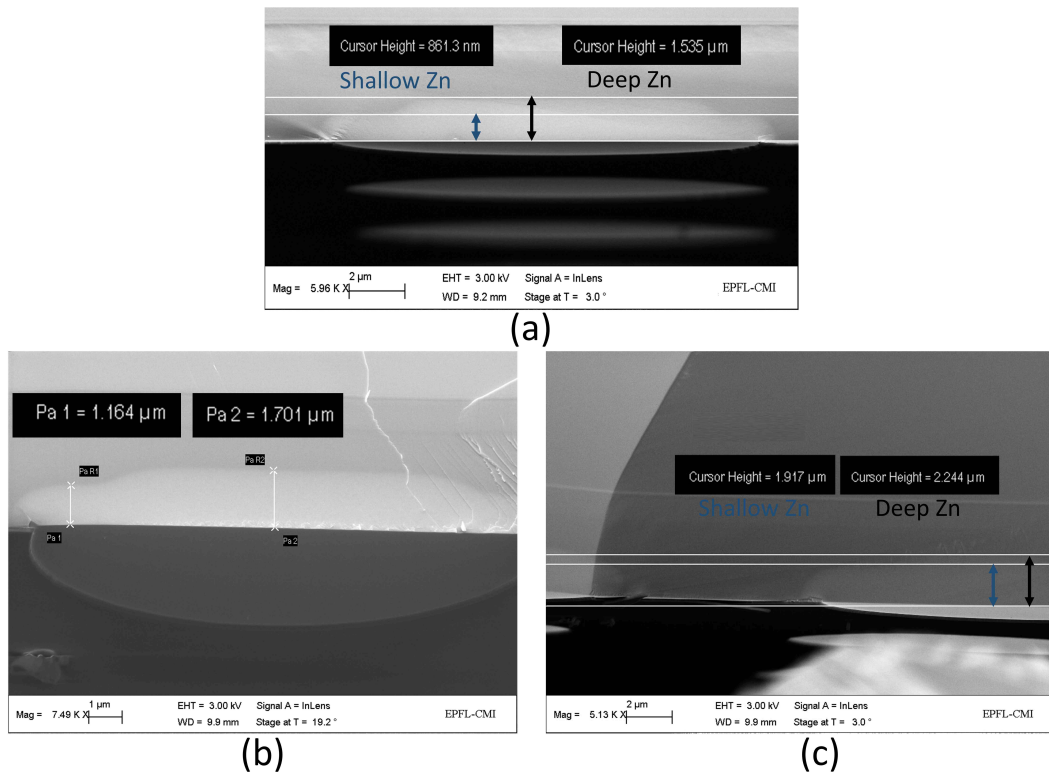 Cursor Height = 861.3 nm
Cursor Height = 1.535 µm
Shallow Zn
Deep Zn
2 µm
Mag = 5.96 K X
EHT = 3.00 kV
Signal A = InLens
WD = 9.2 mm
Stage at T = 3.0 °
EPFL-CMI
(a)
Pa 1 = 1.164 µm
Pa 2 = 1.701 µm
Pa R1
Pa R2
Pa 1
Pa 2
1 µm
Mag = 7.49 K X
EHT = 3.00 kV
Signal A = InLens
WD = 9.9 mm
Stage at T = 19.2 °
EPFL-CMI
(b)
Cursor Height = 1.917 µm
Cursor Height = 2.244 µm
Shallow Zn
Deep Zn
2 µm
Mag = 5.13 K X
EHT = 3.00 kV
Signal A = InLens
WD = 9.9 mm
Stage at T = 3.0 °
EPFL-CMI
(c)